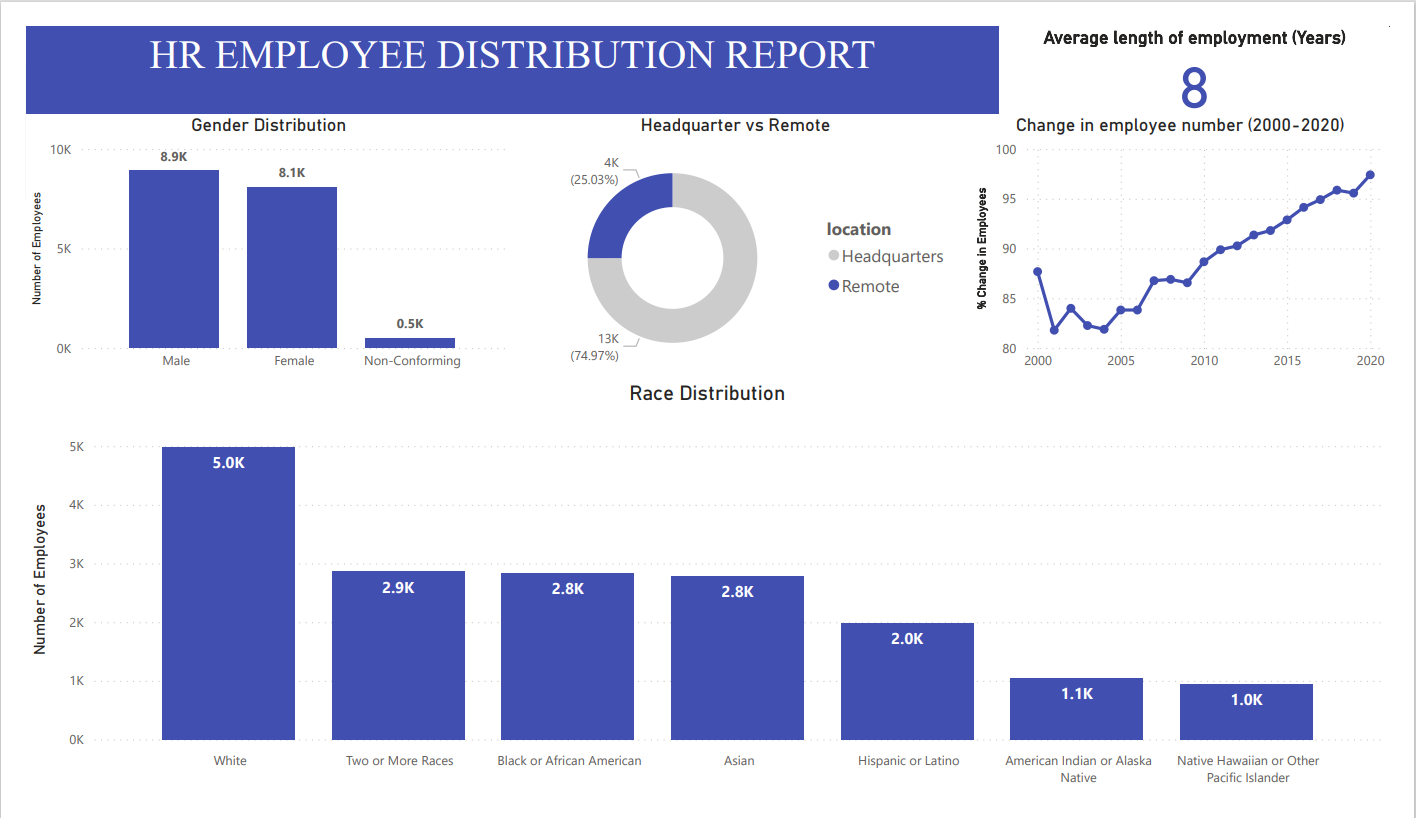 HR EMPLOYEE DISTRIBUTION REPORT
Average length of employment (Years)
8
Gender Distribution
Number of Employees
10K
5K
0K
8.9K
8.1K
0.5K
Male
Female
Non-Conforming
Headquarter vs Remote
4K
(25.03%)
13K
(74.97%)
location
Headquarters
Remote
Change in employee number (2000-2020)
% Change in Employees
100
95
90
85
80
2000
2005
2010
2015
2020
Race Distribution
Number of Employees
5K
4K
3K
2K
1K
0K
5.0K
2.9K
2.8K
2.8K
2.0K
1.1K
1.0K
White
Two or More Races
Black or African American
Asian
Hispanic or Latino
American Indian or Alaska
Native
Native Hawaiian or Other
Pacific Islander